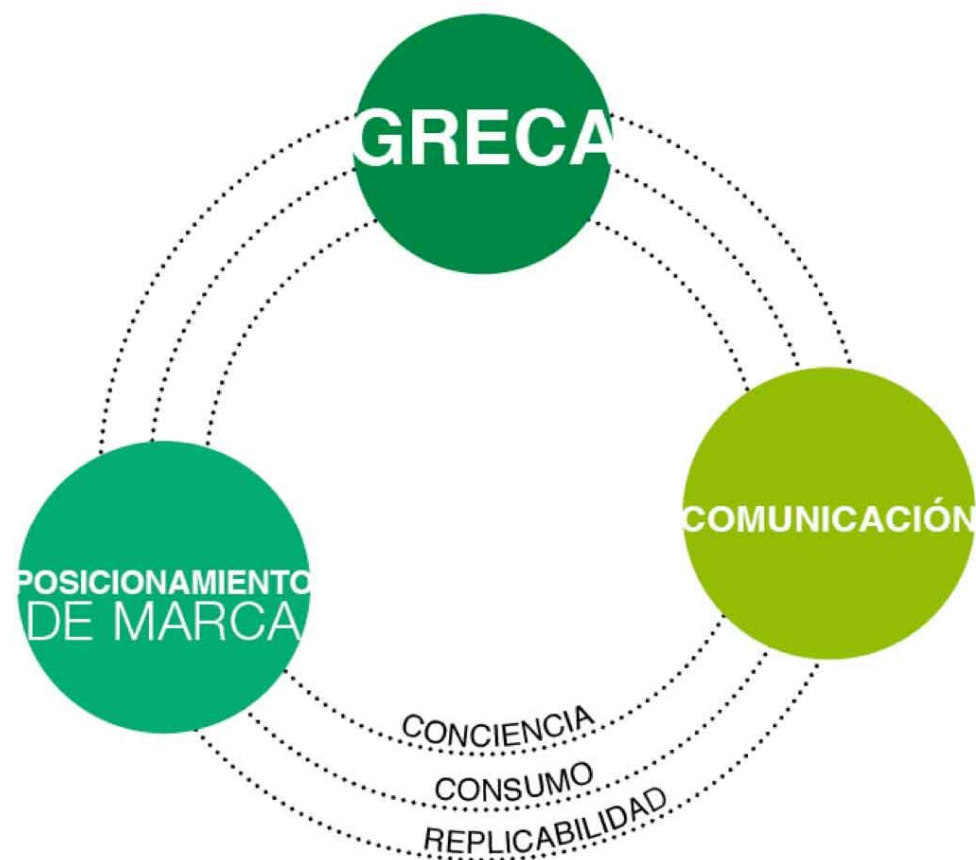 GRECA
COMUNICACIÓN
POSICIONAMIENTO
DE MARCA
CONCIENCIA
CONSUMO
REPLICABILIDAD